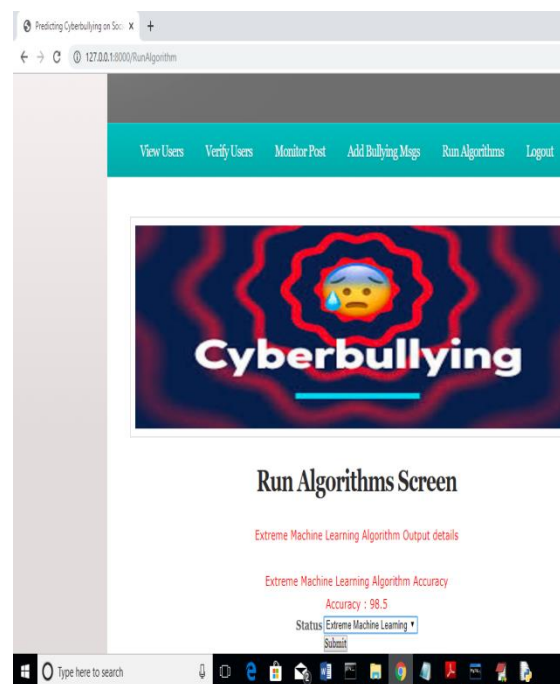 Predicting Cyberbullying on Soci
127.0.0.1:8000/RunAlgorithm
View Users Verify Users Monitor Post Add Bullying Msgs Run Algorithms Logout
Cyberbullying
Run Algorithms Screen
Extreme Machine Learning Algorithm Output details
Extreme Machine Learning Algorithm Accuracy
Accuracy : 98.5
Status Extreme Machine Learning
Submit
Type here to search